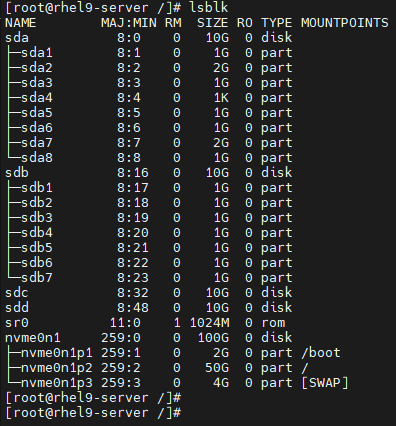 [root@rhel9-server /]# lsblk
NAME        MAJ:MIN RM  SIZE RO TYPE MOUNTPOINTS
sda           8:0    0   10G  0 disk
├─sda1        8:1    0    1G  0 part
├─sda2        8:2    0    2G  0 part
├─sda3        8:3    0    1G  0 part
├─sda4        8:4    0    1K  0 part
├─sda5        8:5    0    1G  0 part
├─sda6        8:6    0    1G  0 part
├─sda7        8:7    0    2G  0 part
└─sda8        8:8    0    1G  0 part
sdb           8:16   0   10G  0 disk
├─sdb1        8:17   0    1G  0 part
├─sdb2        8:18   0    1G  0 part
├─sdb3        8:19   0    1G  0 part
├─sdb4        8:20   0    1G  0 part
├─sdb5        8:21   0    1G  0 part
├─sdb6        8:22   0    1G  0 part
└─sdb7        8:23   0    1G  0 part
sdc           8:32   0   10G  0 disk
sdd           8:48   0   10G  0 disk
sr0          11:0    1 1024M  0 rom
nvme0n1     259:0    0  100G  0 disk
├─nvme0n1p1 259:1    0    2G  0 part /boot
├─nvme0n1p2 259:2    0   50G  0 part /
└─nvme0n1p3 259:3    0    4G  0 part [SWAP]
[root@rhel9-server /]#
[root@rhel9-server /]#